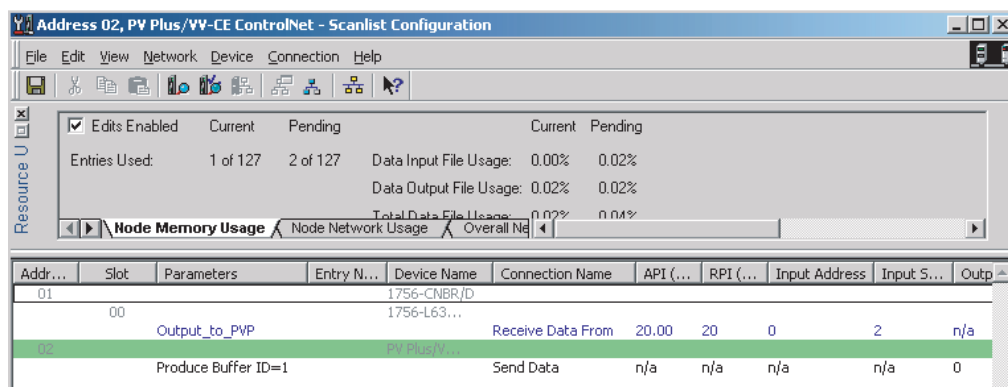 Address 02, PV Plus/VV-CE ControlNet - Scanlist Configuration
File Edit View Network Device Connection Help
Resource U
Edits Enabled Current Pending Current Pending
Entries Used: 1 of 127 2 of 127 Data Input File Usage: 0.00% 0.02%
Data Output File Usage: 0.02% 0.02%
Total Data File Usage: 0.02% 0.04%
Node Memory Usage Node Network Usage Overall Ne
Addr... Slot Parameters Entry N... Device Name Connection Name API (... RPI (... Input Address Input S... Outp
01 1756-CNBR/D
00 1756-L63...
Output_to_PVP Receive Data From 20.00 20 0 2 n/a
02 PV Plus/V...
Produce Buffer ID=1 Send Data n/a n/a n/a n/a 0